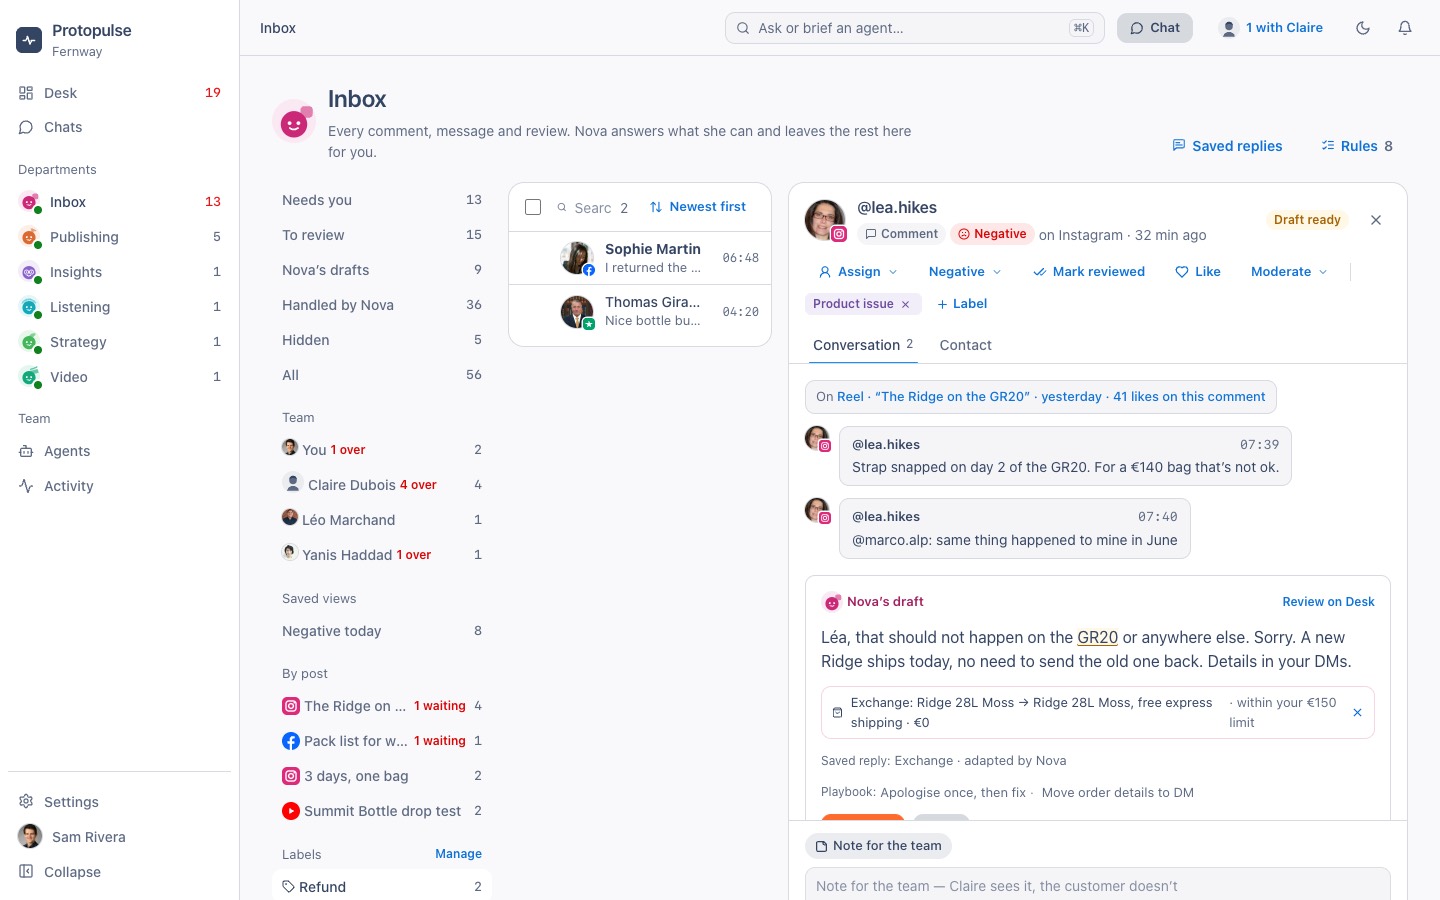 Protopulse
Fernway
Desk 19
Chats
Departments
Inbox 13
Publishing 5
Insights 1
Listening 1
Strategy 1
Video 1
Team
Agents
Activity
Settings
Sam Rivera
Collapse
Inbox
Ask or brief an agent… ⌘K
Chat
1 with Claire
Inbox
Every comment, message and review. Nova answers what she can and leaves the rest here
for you.
Saved replies
Rules 8
Needs you 13
To review 15
Nova’s drafts 9
Handled by Nova 36
Hidden 5
All 56
Team
You 1 over 2
Claire Dubois 4 over 4
Léo Marchand 1
Yanis Haddad 1 over 1
Saved views
Negative today 8
By post
The Ridge on … 1 waiting 4
Pack list for w… 1 waiting 1
3 days, one bag 2
Summit Bottle drop test 2
Labels Manage
Refund 2
Searc 2 Newest first
Sophie Martin 06:48
I returned the …
Thomas Gira… 04:20
Nice bottle bu…
@lea.hikes
Comment Negative on Instagram · 32 min ago
Draft ready
Assign Negative Mark reviewed Like Moderate
Product issue + Label
Conversation 2 Contact
On Reel · “The Ridge on the GR20” · yesterday · 41 likes on this comment
@lea.hikes 07:39
Strap snapped on day 2 of the GR20. For a €140 bag that’s not ok.
@lea.hikes 07:40
@marco.alp: same thing happened to mine in June
Nova’s draft Review on Desk
Léa, that should not happen on the GR20 or anywhere else. Sorry. A new
Ridge ships today, no need to send the old one back. Details in your DMs.
Exchange: Ridge 28L Moss → Ridge 28L Moss, free express
shipping · €0
· within your €150
limit
Saved reply: Exchange · adapted by Nova
Playbook: Apologise once, then fix · Move order details to DM
Note for the team
Note for the team — Claire sees it, the customer doesn’t